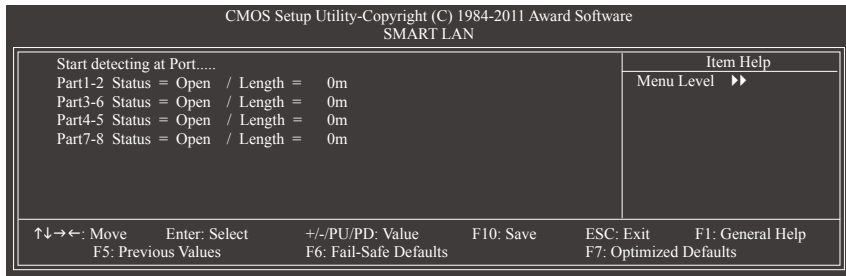 CMOS Setup Utility-Copyright (C) 1984-2011 Award Software
SMART LAN
Start detecting at Port.....
Part1-2 Status = Open / Length = 0m
Part3-6 Status = Open / Length = 0m
Part4-5 Status = Open / Length = 0m
Part7-8 Status = Open / Length = 0m
Item Help
Menu Level ►►
↑↓→←: Move Enter: Select +/-/PU/PD: Value F10: Save ESC: Exit F1: General Help
F5: Previous Values F6: Fail-Safe Defaults F7: Optimized Defaults